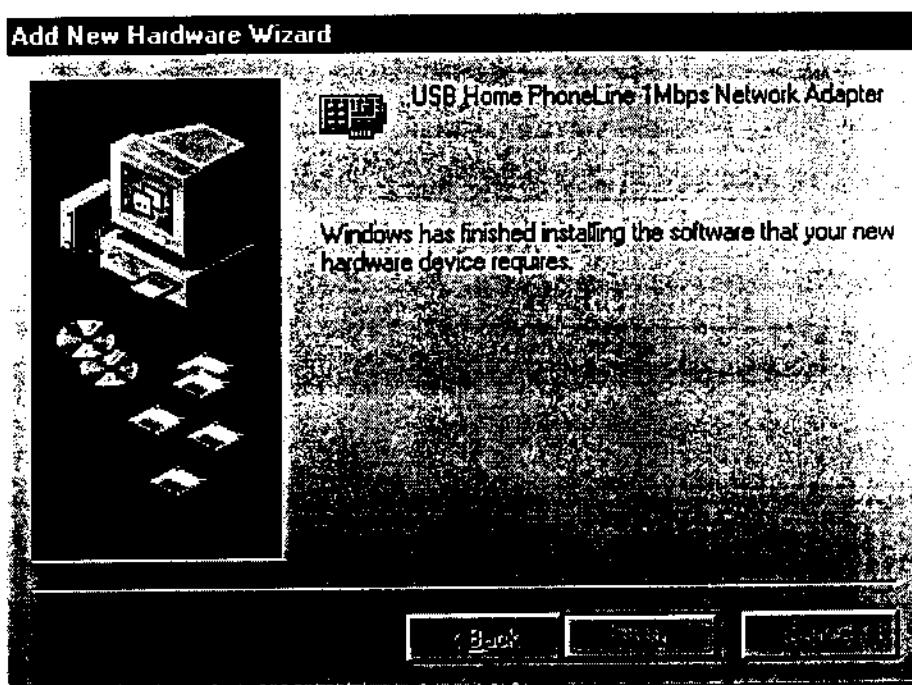 Add New Hardware Wizard
USB Home PhoneLine 1Mbps Network Adapter
Windows has finished installing the software that your new
hardware device requires.
< Back